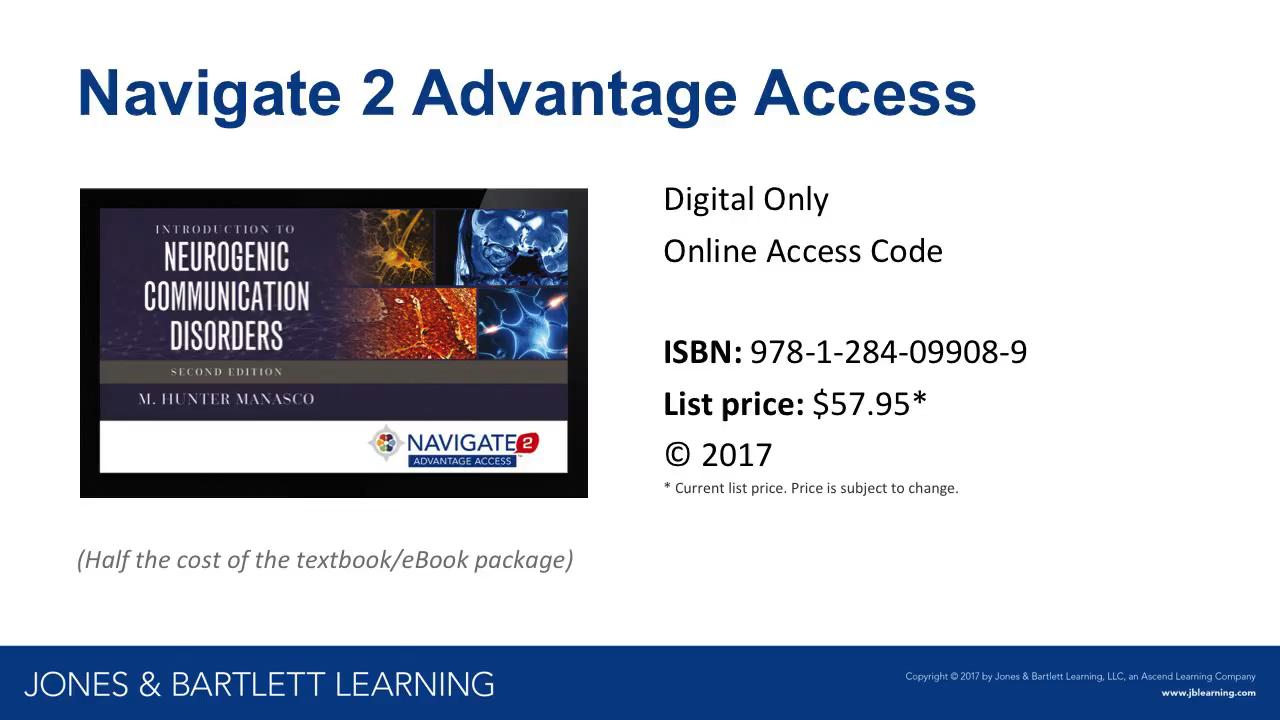 Navigate 2 Advantage Access
INTRODUCTION TO
NEUROGENIC
COMMUNICATION
DISORDERS
SECOND EDITION
M. HUNTER MANASCO
NAVIGATE 2
ADVANTAGE ACCESS™
(Half the cost of the textbook/eBook package)
Digital Only
Online Access Code
ISBN: 978-1-284-09908-9
List price: $57.95*
© 2017
* Current list price. Price is subject to change.
JONES & BARTLETT LEARNING
Copyright © 2017 by Jones & Bartlett Learning, LLC, an Ascend Learning Company
www.jblearning.com